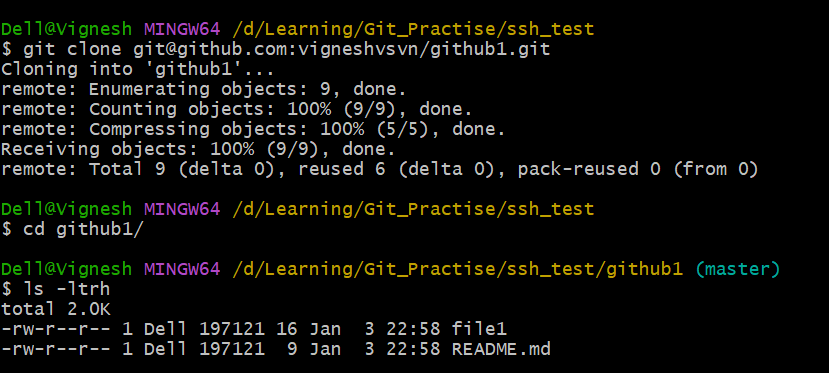 Dell@Vignesh MINGW64 /d/Learning/Git_Practise/ssh_test
$ git clone git@github.com:vigneshvsvn/github1.git
Cloning into 'github1'...
remote: Enumerating objects: 9, done.
remote: Counting objects: 100% (9/9), done.
remote: Compressing objects: 100% (5/5), done.
Receiving objects: 100% (9/9), done.
remote: Total 9 (delta 0), reused 6 (delta 0), pack-reused 0 (from 0)
Dell@Vignesh MINGW64 /d/Learning/Git_Practise/ssh_test
$ cd github1/
Dell@Vignesh MINGW64 /d/Learning/Git_Practise/ssh_test/github1 (master)
$ ls -ltrh
total 2.0K
-rw-r--r-- 1 Dell 197121 16 Jan  3 22:58 file1
-rw-r--r-- 1 Dell 197121  9 Jan  3 22:58 README.md